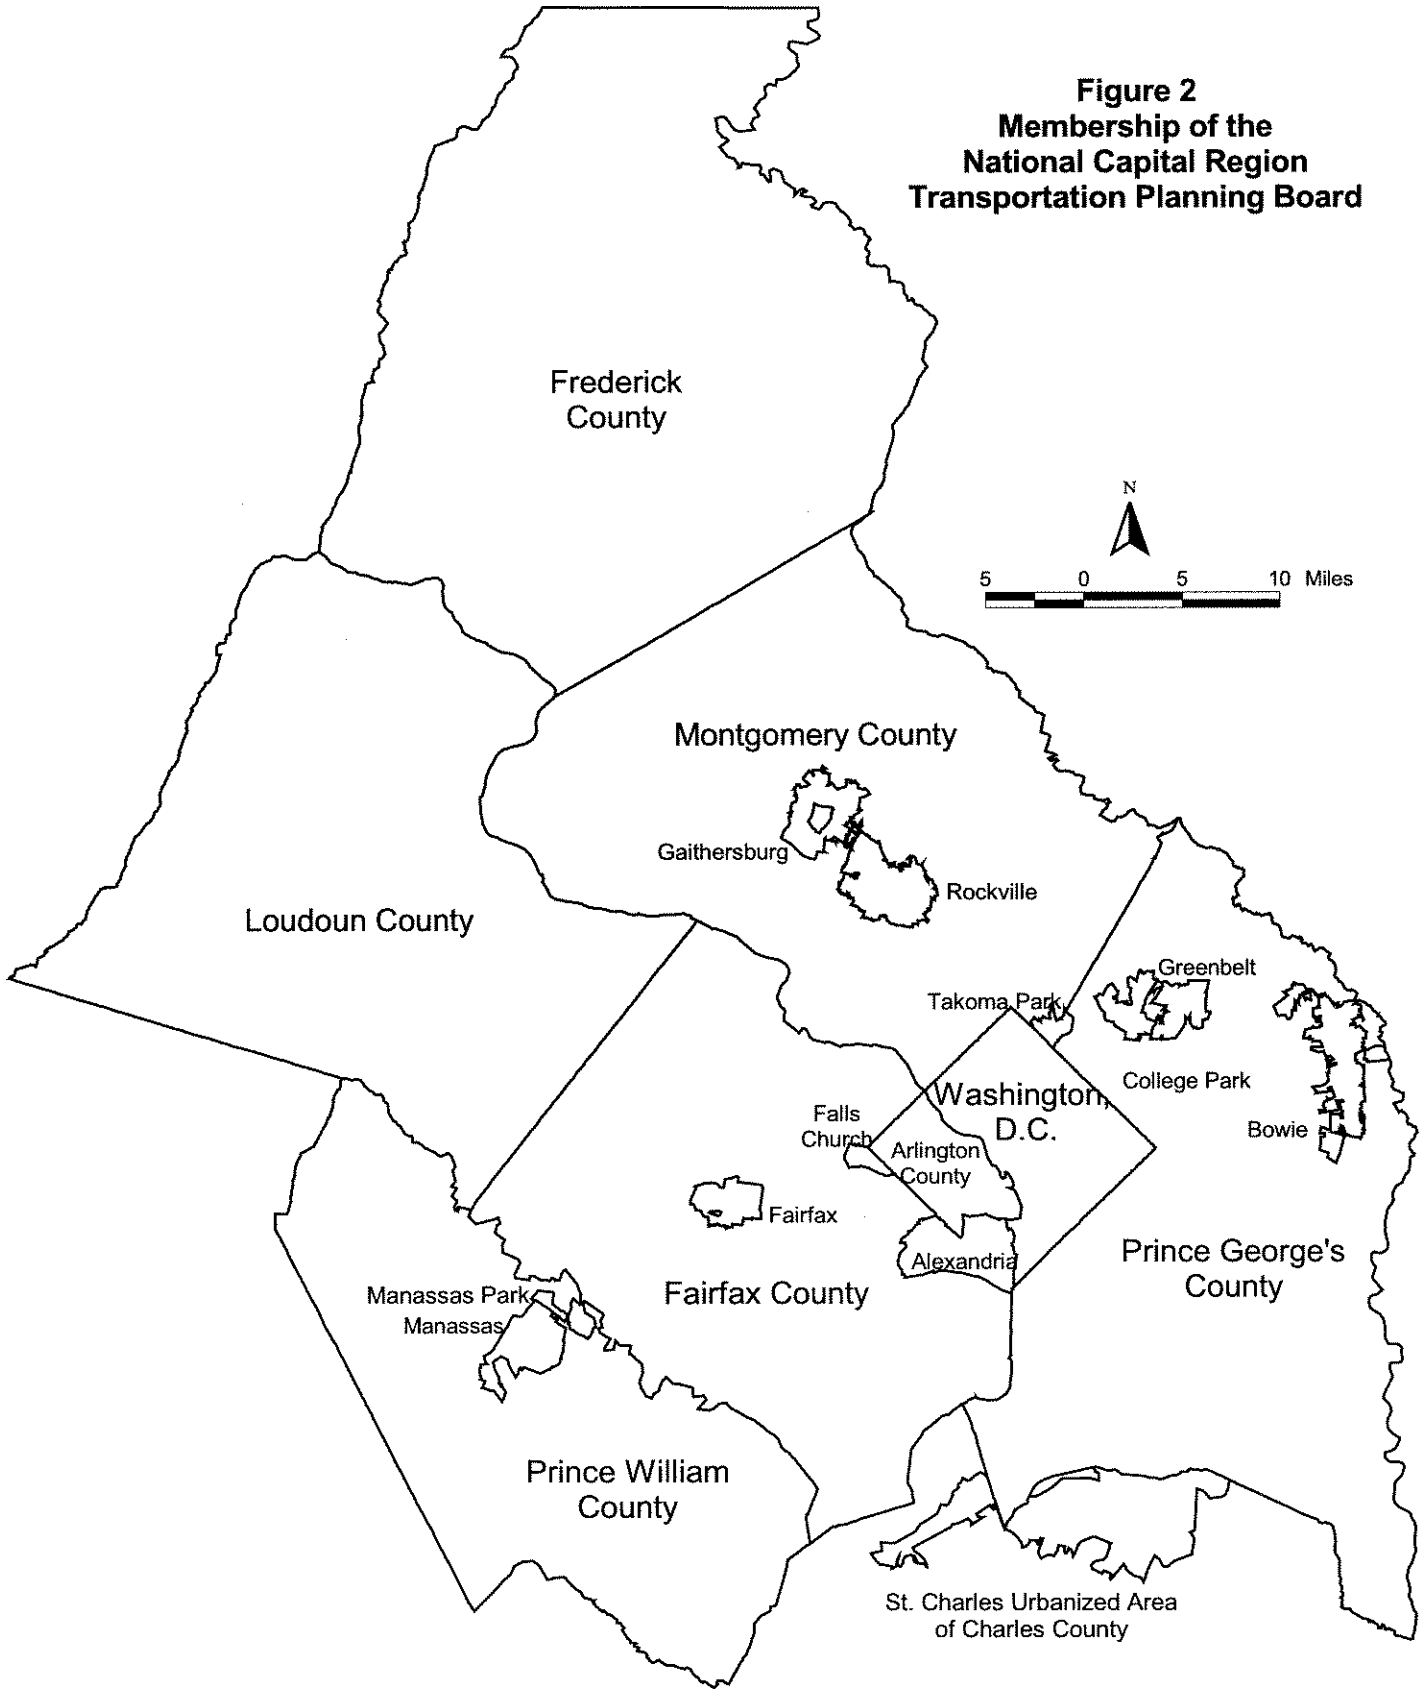 Figure 2
Membership of the
National Capital Region
Transportation Planning Board
Frederick
County
N
5 0 5 10 Miles
Montgomery County
Gaithersburg
Rockville
Loudoun County
Greenbelt
Takoma Park
College Park
Washington,
D.C.
Falls
Church
Arlington
County
Bowie
Fairfax
Alexandria
Prince George's
County
Fairfax County
Manassas Park
Manassas
Prince William
County
St. Charles Urbanized Area
of Charles County